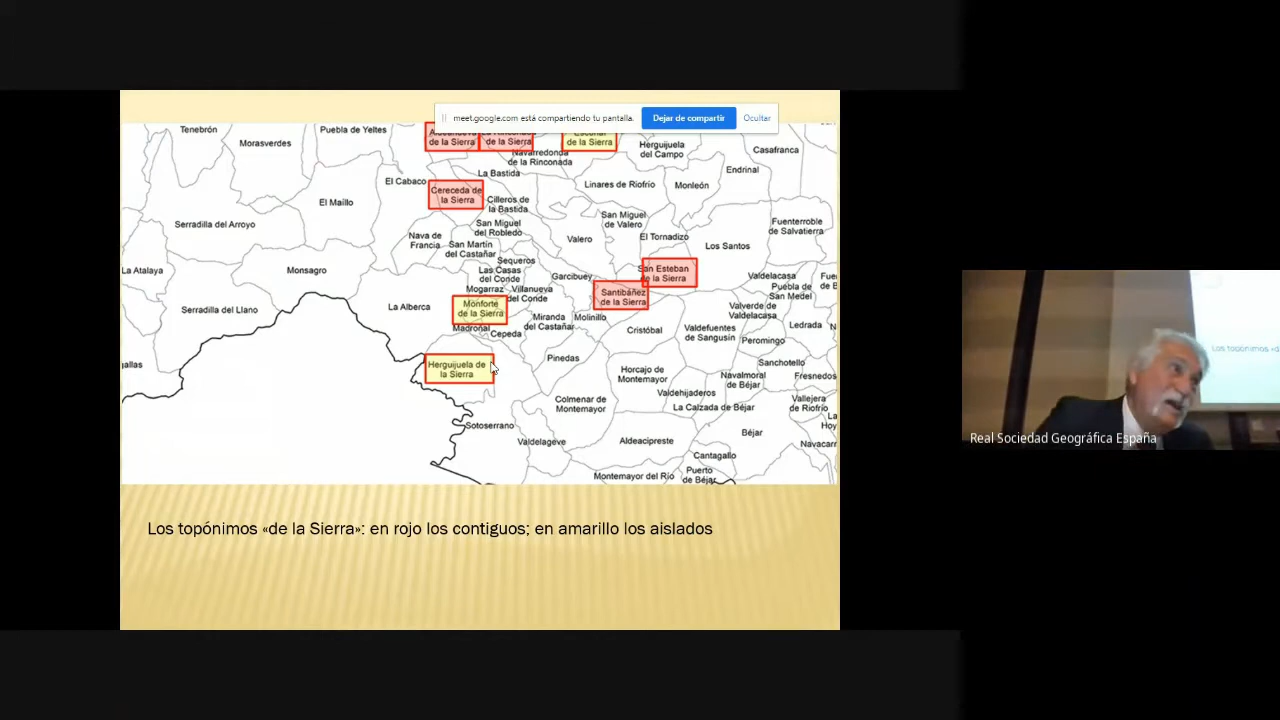 meet.google.com está compartiendo tu pantalla.
Dejar de compartir
Ocultar
Tenebrón
Puebla de Yeltes
Morasverdes
de la Sierra
de la Sierra
de la Sierra
Navarredonda
de la Rinconada
Herguijuela
del Campo
Casafranca
Endrinal
La Bastida
El Cabaco
Linares de Riofrío
Monleón
Cereceda de
la Sierra
Cilleros de
la Bastida
El Maíllo
Serradilla del Arroyo
San Miguel
del Robledo
San Miguel
de Valero
Fuenterroble
de Salvatierra
Nava de
Francia
San Martín
del Castañar
Valero
El Tornadizo
Los Santos
La Atalaya
Monsagro
Sequeros
Las Casas
del Conde
Garcibuey
San Esteban
de la Sierra
Valdelacasa
Puebla de
San Medel
Mogarraz
Villanueva
del Conde
Santibáñez
de la Sierra
Serradilla del Llano
La Alberca
Monforte
de la Sierra
Valverde de
Valdelacasa
Madroñal
Cepeda
Miranda
del Castañar
Molinillo
Cristóbal
Valdefuentes
de Sangusín
Ledrada
Peromingo
Herguijuela de
la Sierra
Pinedas
Sanchotello
Horcajo de
Montemayor
Navalmoral
de Béjar
Fresnedos
Valdehijaderos
Colmenar de
Montemayor
La Calzada de Béjar
Vallejera
de Riofrío
Sotoserrano
Valdelageve
Aldeacipreste
Béjar
Cantagallo
Montemayor del Río
Puerto
de Béjar
Los topónimos «de la Sierra»: en rojo los contiguos; en amarillo los aislados
Los topónimos «d
Real Sociedad Geográfica España